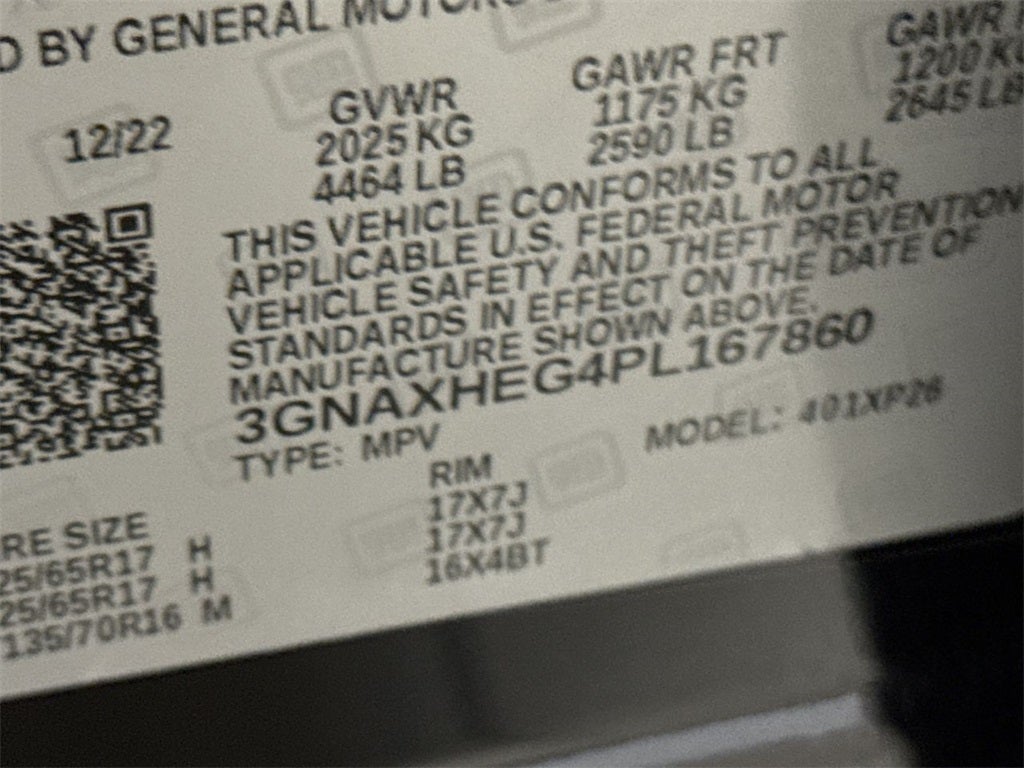 D BY GENERAL MOTORS
12/22
GVWR
2025 KG
4464 LB
GAWR FRT
1175 KG
2590 LB
GAWR
1200 KG
2645 LB
THIS VEHICLE CONFORMS TO ALL
APPLICABLE U.S. FEDERAL MOTOR
VEHICLE SAFETY AND THEFT PREVENTION
STANDARDS IN EFFECT ON THE DATE OF
MANUFACTURE SHOWN ABOVE.
3GNAXHEG4PL167860
TYPE: MPV
MODEL: 401XP26
RE SIZE
25/65R17 H
25/65R17 H
135/70R16 M
RIM
17X7J
17X7J
16X4BT